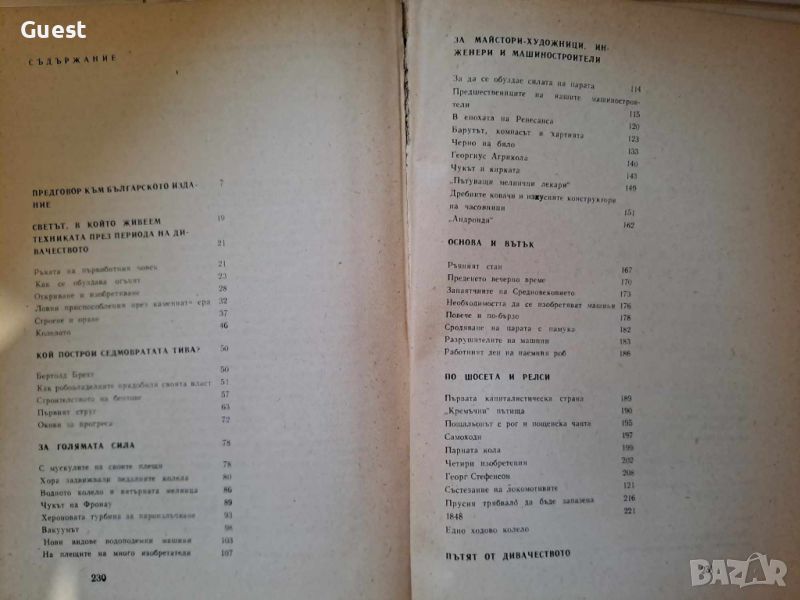 Guest
СЪДЪРЖАНИЕ
ПРЕДГОВОР КЪМ БЪЛГАРСКОТО ИЗДА- 7
НИЕ
СВЕТЪТ, В КОЙТО ЖИВЕЕМ 19
ТЕХНИКАТА ПРЕЗ ПЕРИОДА НА ДИ-
ВАЧЕСТВОТО 21
Ръката на първобитния човек 21
Как се обуздава огънят 23
Откриване и изобретяване 28
Ловни приспособления през каменната ера 32
Строене и оране 37
Колелото 46
КОЙ ПОСТРОИ СЕДМОВРАТАТА ТИВА? 50
Бертолд Брехт 50
Как робовладелците придобили своята власт 51
Строителството на бентове 57
Първият струг 63
Окови за прогреса 72
ЗА ГОЛЯМАТА СИЛА 78
С мускулите на своите плещи 78
Хора задвижвали педалните колела 80
Водното колело и вятърната мелница 86
Чукът на Фронау 89
Хероновата турбина за 93
Вакуумът 98
Нови видове водоподемни машини 103
На плещите на много изобретатели 107
230
ЗА МАЙСТОРИ-ХУДОЖНИЦИ, ИН-
ЖЕНЕРИ И МАШИНОСТРОИТЕЛИ
За да се обуздае силата на парата 114
Предшествениците на нашите машинострои-
тели 115
В епохата на Ренесанса 120
Барутът, компасът и хартията 123
Черно на бяло 133
Георгиус Агрикола 140
Чукът и кирката 143
„Пътуващи мелнични лекари" 149
Дребните ковачи и изкусните конструктори
на часовници 151
„Андроиди" 162
ОСНОВА И ВЪТЪК
Ръчният стан 167
Преденето вечерно време 170
Занаятчиите на Средновековието 173
Необходимостта да се изобретяват машини 176
Повече и по-бързо 178
Сродяване на парата с памука 182
Разрушителите на машини 183
Работният ден на наемния роб 186
ПО ШОСЕТА И РЕЛСИ
Първата капиталистическа страна 189
„Кремъчни" пътища 190
Пощальонът с рог и пощенска чанта 195
Самоходи 197
Парната кола 199
Четири изобретения 202
Георг Стефенсон 208
Състезание на локомотивите 121
Прусия трябвало да бъде запазена 216
1848 221
Едно ходово колело
ПЪТЯТ ОТ ДИВАЧЕСТВОТО
BAZAR